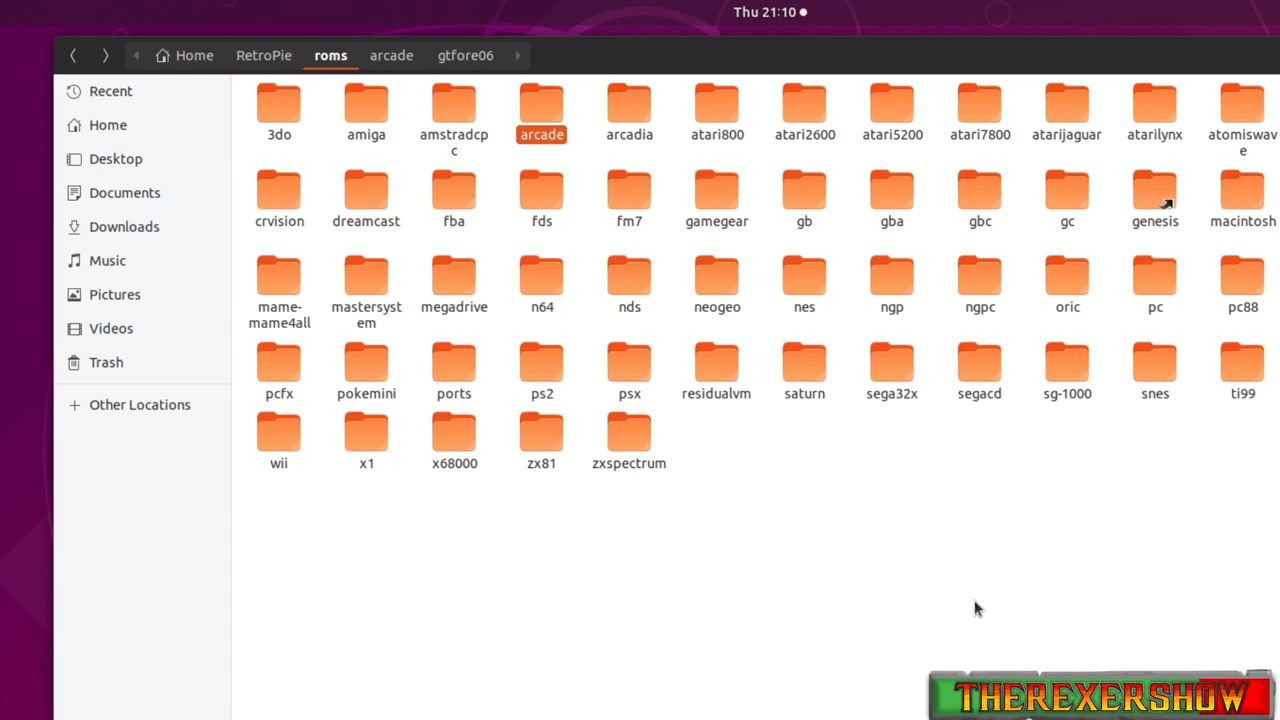 Thu 21:10
Home RetroPie roms arcade gtfore06
Recent
Home
Desktop
Documents
Downloads
Music
Pictures
Videos
Trash
Other Locations
3do amiga amstradcp arcade arcadia atari800 atari2600 atari5200 atari7800 atarijaguar atarilynx atomiswav
c e
crvision dreamcast fba fds fm7 gamegear gb gba gbc gc genesis macintosh
mame- mastersyst megadrive n64 nds neogeo nes ngp ngpc oric pc pc88
mame4all em
pcfx pokemini ports ps2 psx residualvm saturn sega32x segacd sg-1000 snes ti99
wii x1 x68000 zx81 zxspectrum
THEREXERSHOW